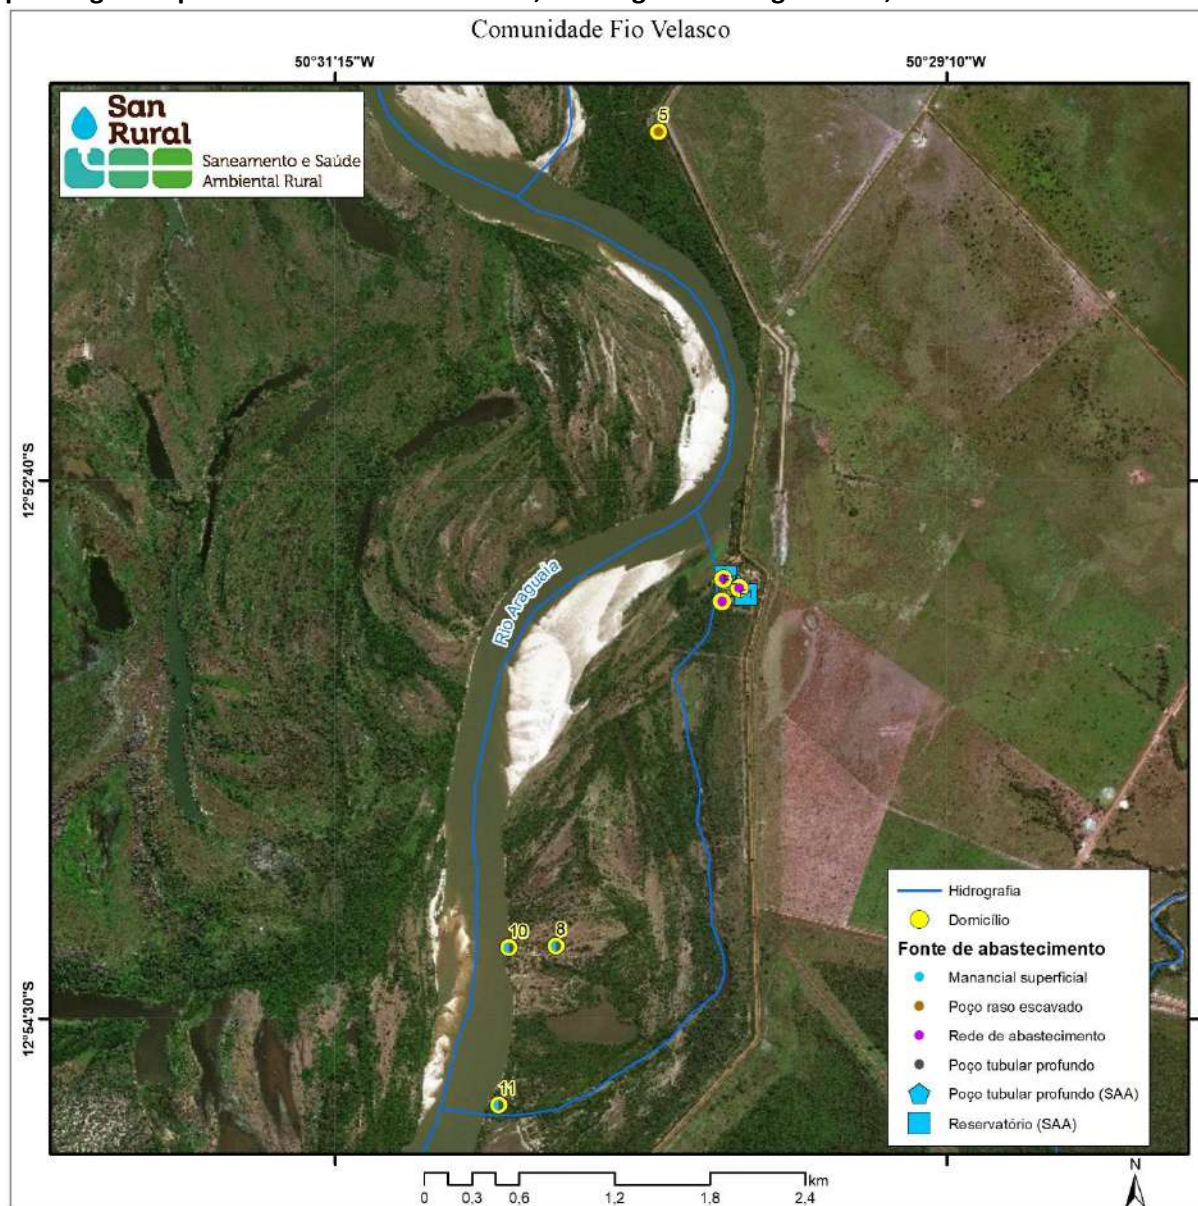 Comunidade Fio Velasco
50°31'15"W
50°29'10"W
San
Rural
Saneamento e Saúde
Ambiental Rural
5
12°52'40"S
Rio Araguaia
10
8
12°54'30"S
11
Hidrografia
Domicílio
Fonte de abastecimento
Manancial superficial
Poço raso escavado
Rede de abastecimento
Poço tubular profundo
Poço tubular profundo (SAA)
Reservatório (SAA)
km
0 0,3 0,6 1,2 1,8 2,4
N